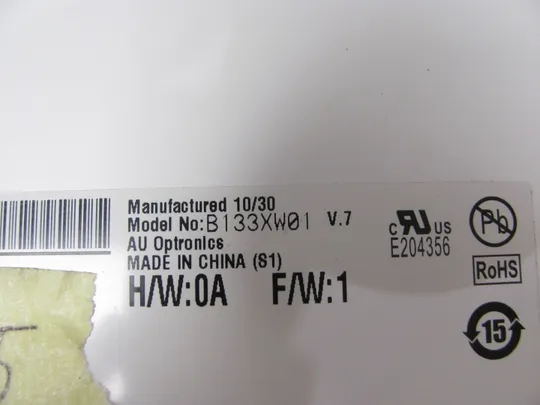 Manufactured 10/30
Model No:B133XW01 V.7
AU Optronics
MADE IN CHINA (S1)
H/W:0A F/W:1
c RU US
E204356
Pb
RoHS
15